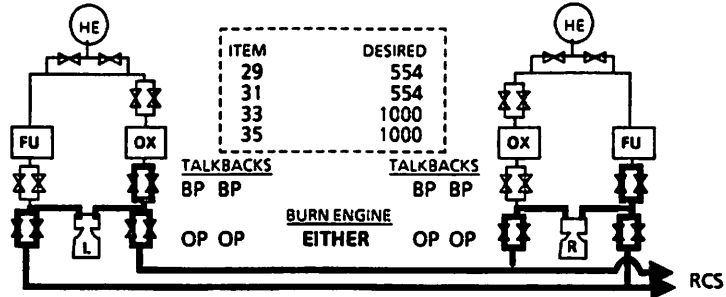 HE
HE
ITEM DESIRED
29 554
31 554
33 1000
35 1000
FU OX
OX FU
TALKBACKS TALKBACKS
BP BP BP BP
BURN ENGINE
L OP OP EITHER OP OP R
RCS